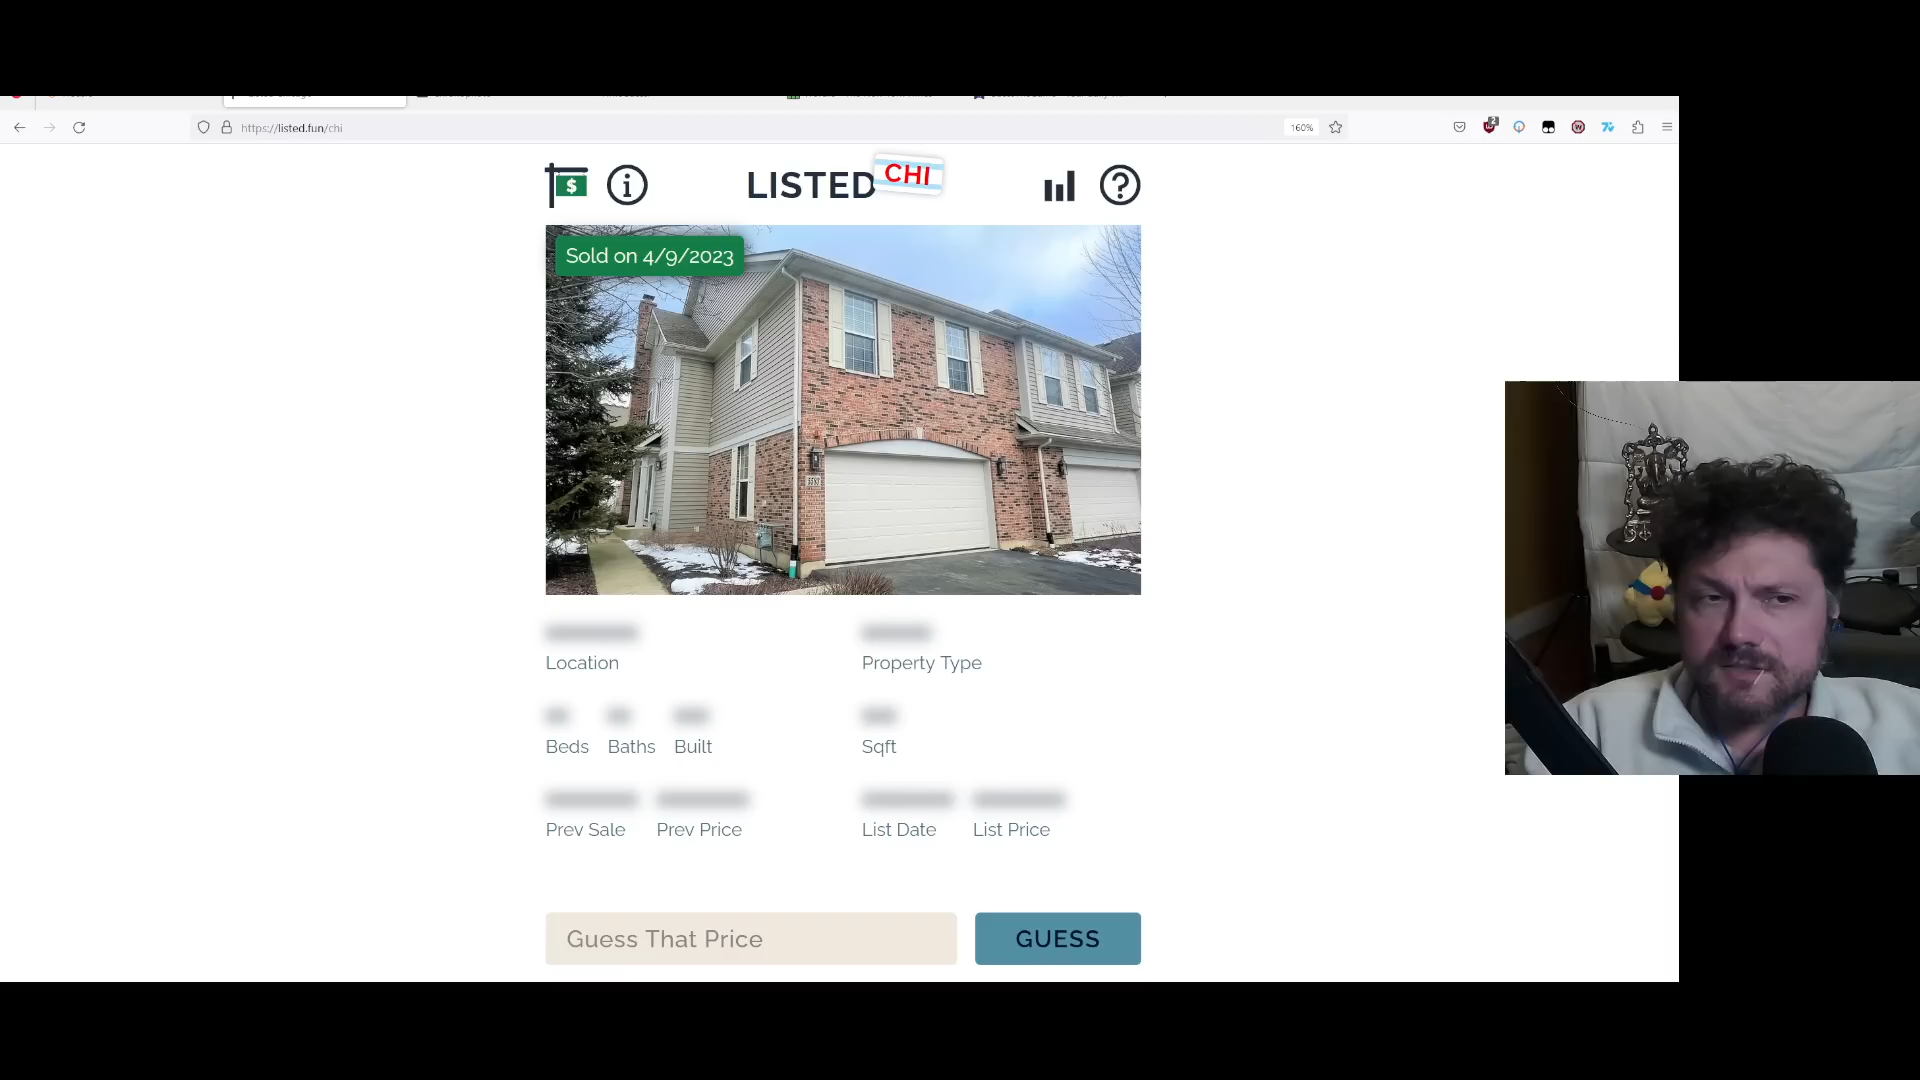 https://listed.fun/chi
160%
2
$
LISTED
CHI
Sold on 4/9/2023
Location
Property Type
Beds
Baths
Built
Sqft
Prev Sale
Prev Price
List Date
List Price
Guess That Price
GUESS